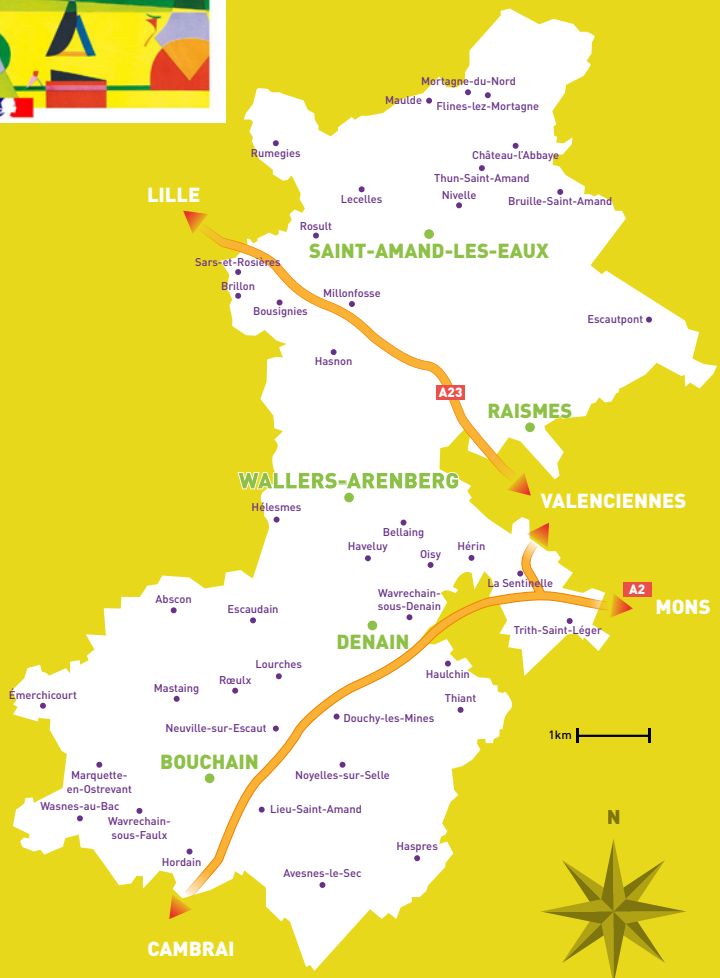 Mortagne-du-Nord
Maulde
Flines-lez-Mortagne
Rumegies
Château-l'Abbaye
Thun-Saint-Amand
LILLE
Lecelles
Nivelle
Bruille-Saint-Amand
Rosult
SAINT-AMAND-LES-EAUX
Sars-et-Rosières
Brillon
Millonfosse
Bousignies
Escautpont
Hasnon
A23
RAISMES
WALLERS-ARENBERG
VALENCIENNES
Hélesmes
Bellaing
Haveluy
Oisy
Hérin
La Sentinelle
A2
Wavrechain-
sous-Denain
MONS
Abscon
Escaudain
Trith-Saint-Léger
DENAIN
Lourches
Haulchin
Rœulx
Mastaing
Émerchicourt
Thiant
Douchy-les-Mines
Neuville-sur-Escaut
1km
BOUCHAIN
Marquette-
en-Ostrevant
Noyelles-sur-Selle
Wasnes-au-Bac
Lieu-Saint-Amand
Wavrechain-
sous-Faulx
N
Haspres
Hordain
Avesnes-le-Sec
CAMBRAI